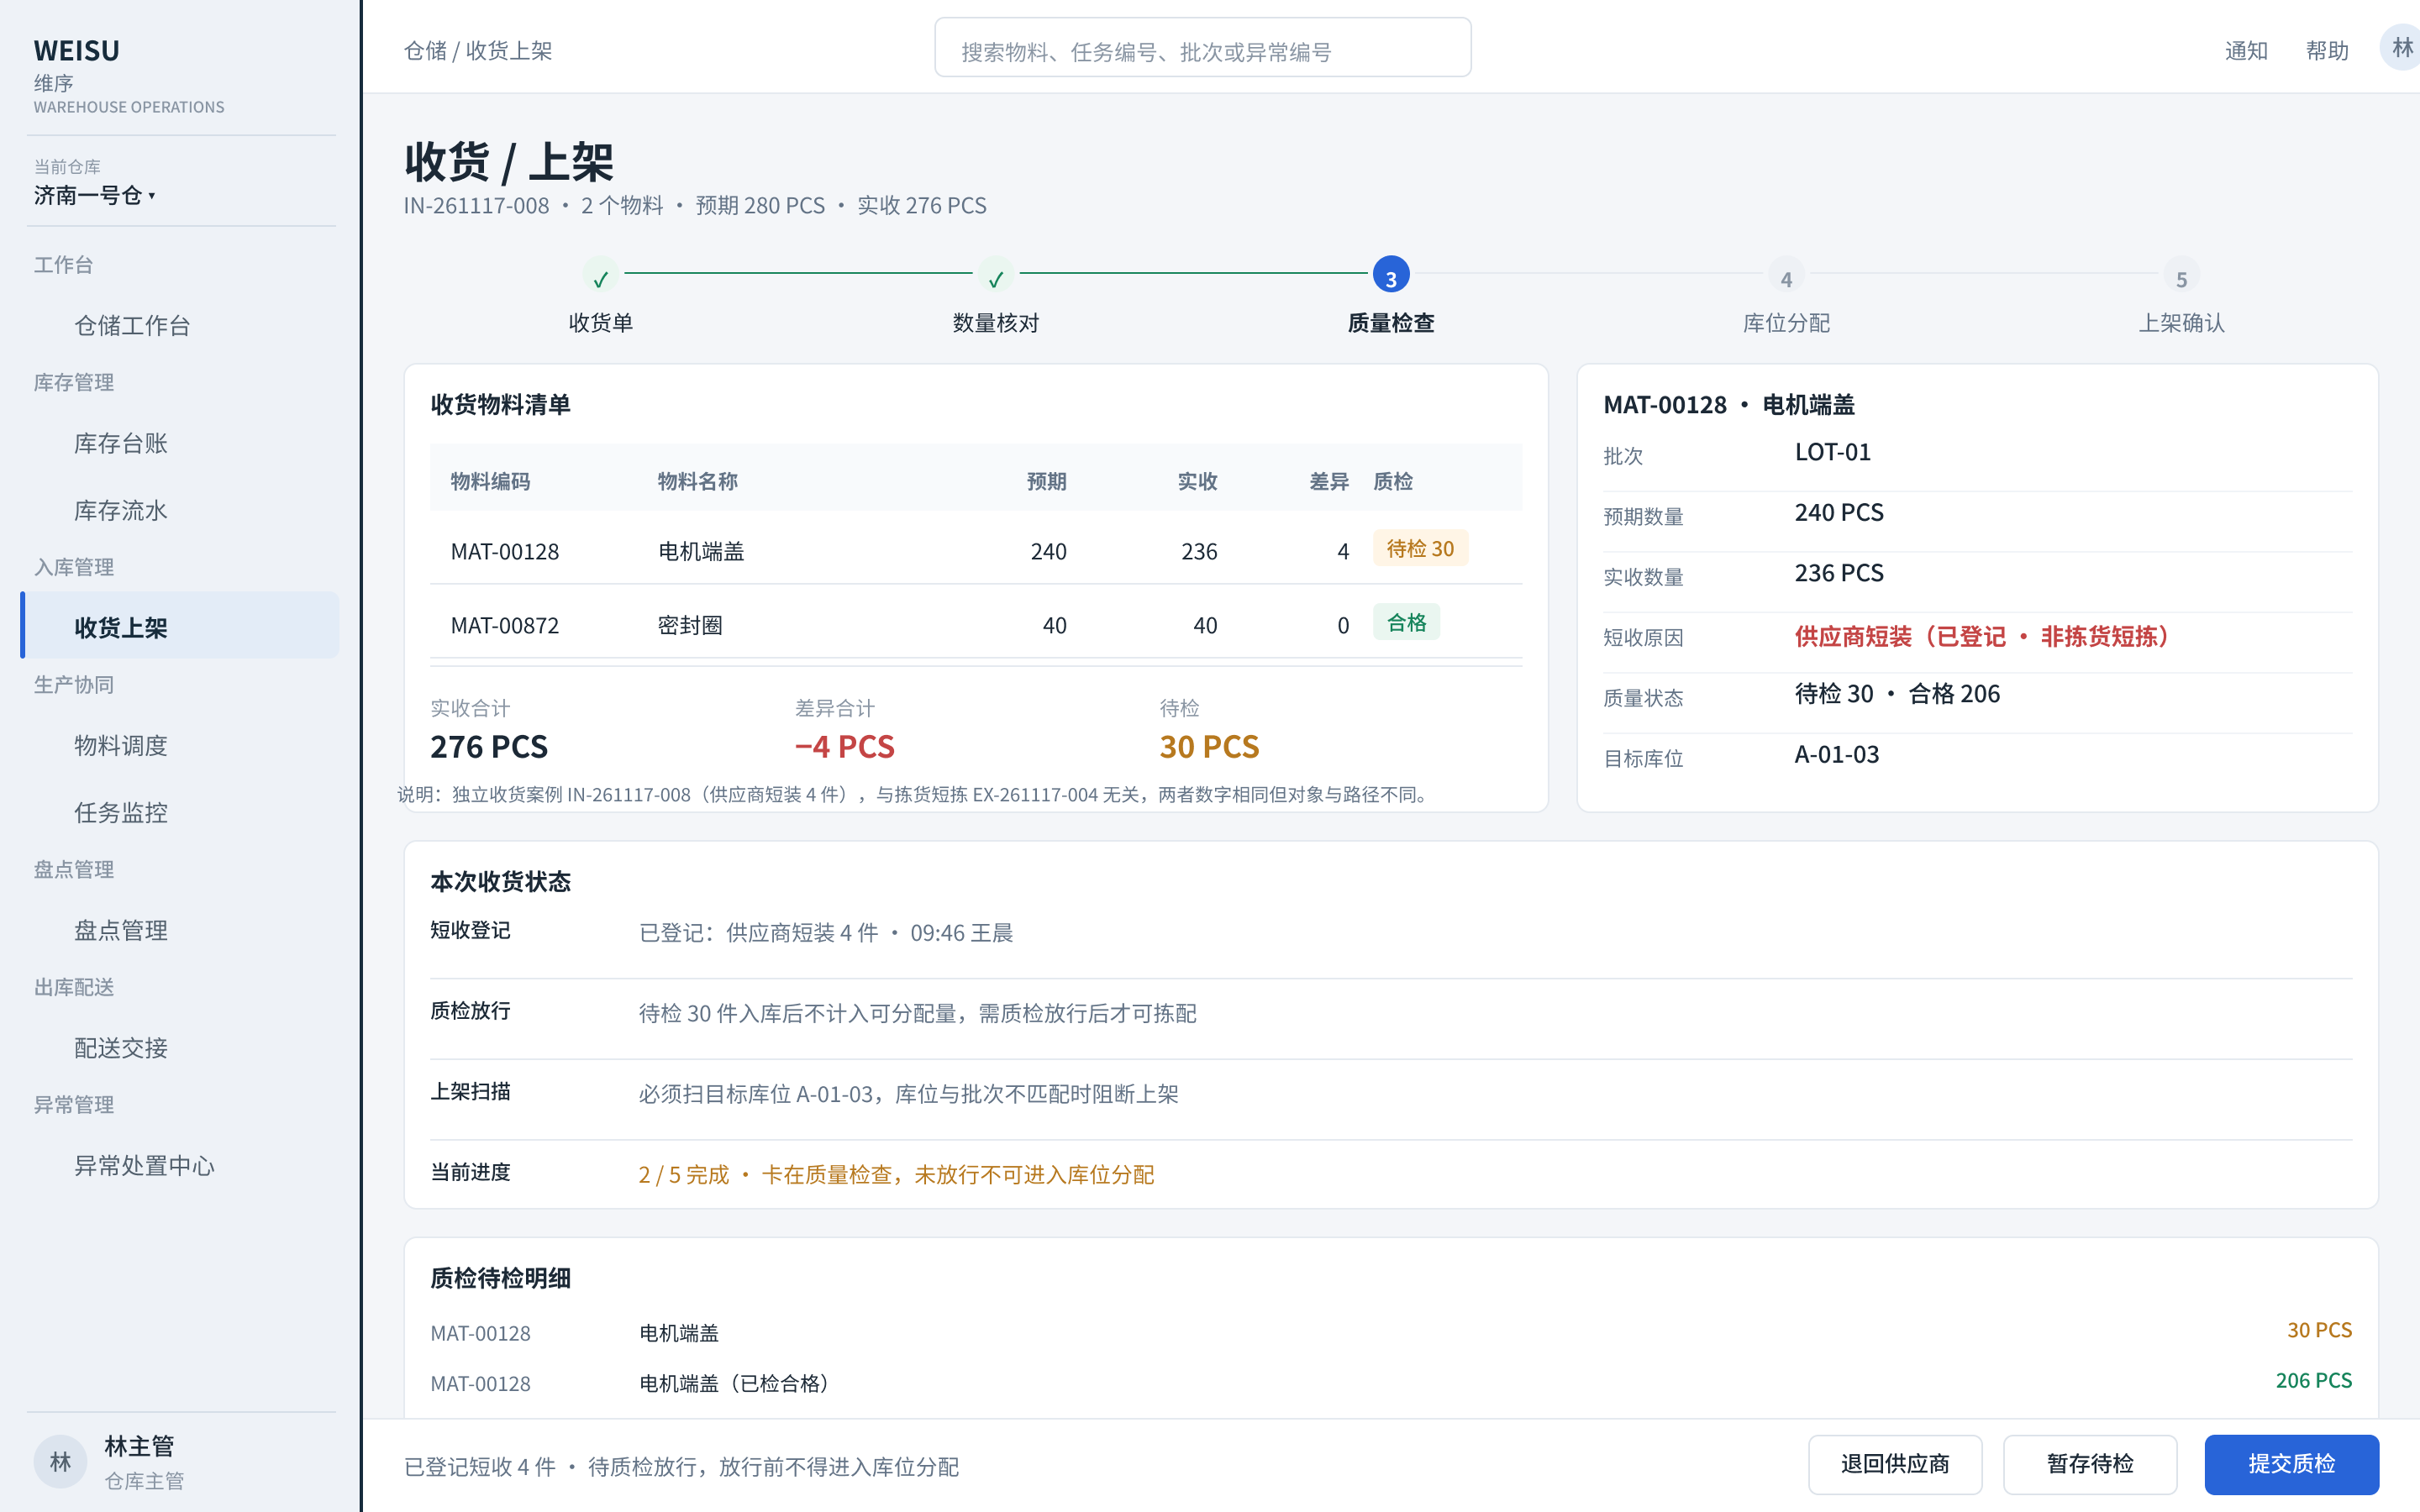 WEISU
维序
WAREHOUSE OPERATIONS
当前仓库
济南一号仓 ▾
工作台
仓储工作台
库存管理
库存台账
库存流水
入库管理
收货上架
生产协同
物料调度
任务监控
盘点管理
盘点管理
出库配送
配送交接
异常管理
异常处置中心
林
林主管
仓库主管
仓储 / 收货上架
搜索物料、任务编号、批次或异常编号
通知 帮助 林
收货 / 上架
IN-261117-008 • 2 个物料 • 预期 280 PCS • 实收 276 PCS
✓ ✓ 3 4 5
收货单 数量核对 质量检查 库位分配 上架确认
收货物料清单
物料编码 物料名称 预期 实收 差异 质检
MAT-00128 电机端盖 240 236 4 待检 30
MAT-00872 密封圈 40 40 0 合格
实收合计 差异合计 待检
276 PCS −4 PCS 30 PCS
说明：独立收货案例 IN-261117-008（供应商短装 4 件），与拣货短拣 EX-261117-004 无关，两者数字相同但对象与路径不同。
MAT-00128 • 电机端盖
批次 LOT-01
预期数量 240 PCS
实收数量 236 PCS
短收原因 供应商短装（已登记 • 非拣货短拣）
质量状态 待检 30 • 合格 206
目标库位 A-01-03
本次收货状态
短收登记 已登记：供应商短装 4 件 • 09:46 王晨
质检放行 待检 30 件入库后不计入可分配量，需质检放行后才可拣配
上架扫描 必须扫目标库位 A-01-03，库位与批次不匹配时阻断上架
当前进度 2 / 5 完成 • 卡在质量检查，未放行不可进入库位分配
质检待检明细
MAT-00128 电机端盖 30 PCS
MAT-00128 电机端盖（已检合格） 206 PCS
已登记短收 4 件 • 待质检放行，放行前不得进入库位分配
退回供应商 暂存待检 提交质检